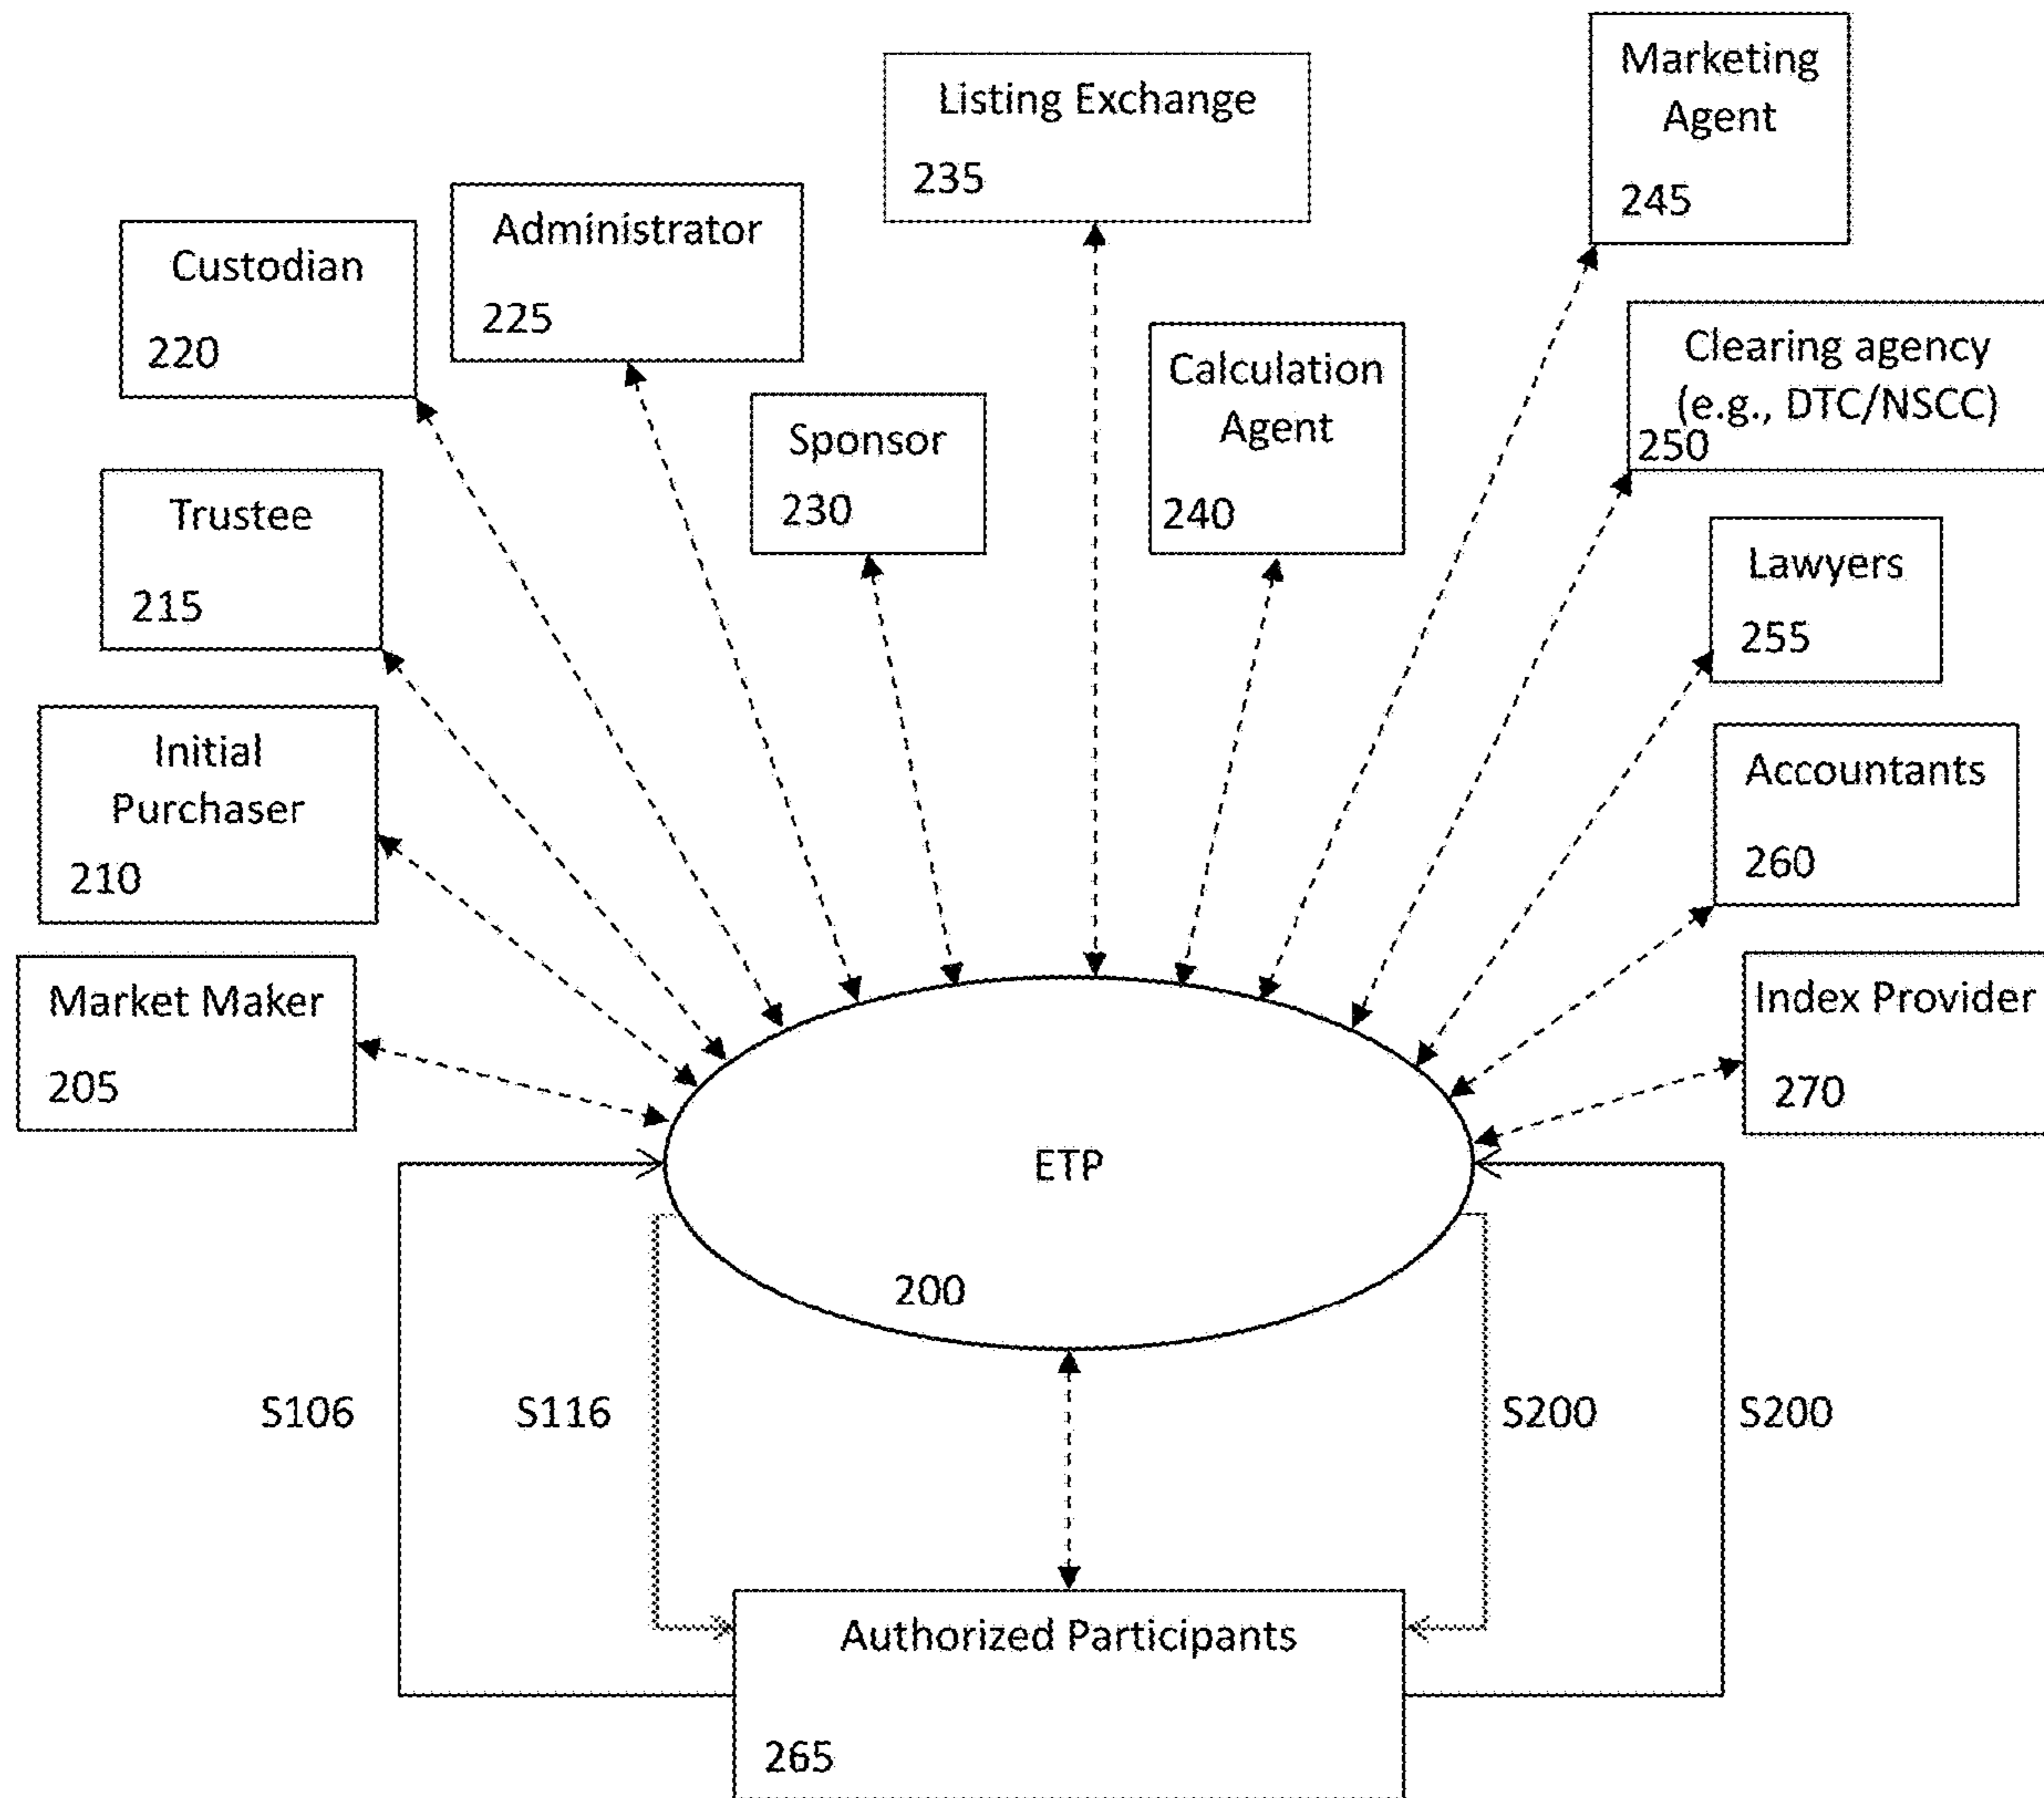 Marketing
Agent
245
Listing Exchange
235
Administrator
225
Custodian
220
Clearing agency
(e.g., DTC/NSCC)
250
Calculation
Agent
240
Sponsor
230
Trustee
215
Lawyers
255
Initial
Purchaser
210
Accountants
260
Market Maker
205
Index Provider
270
ETP
200
S106
S116
S200
S200
Authorized Participants
265